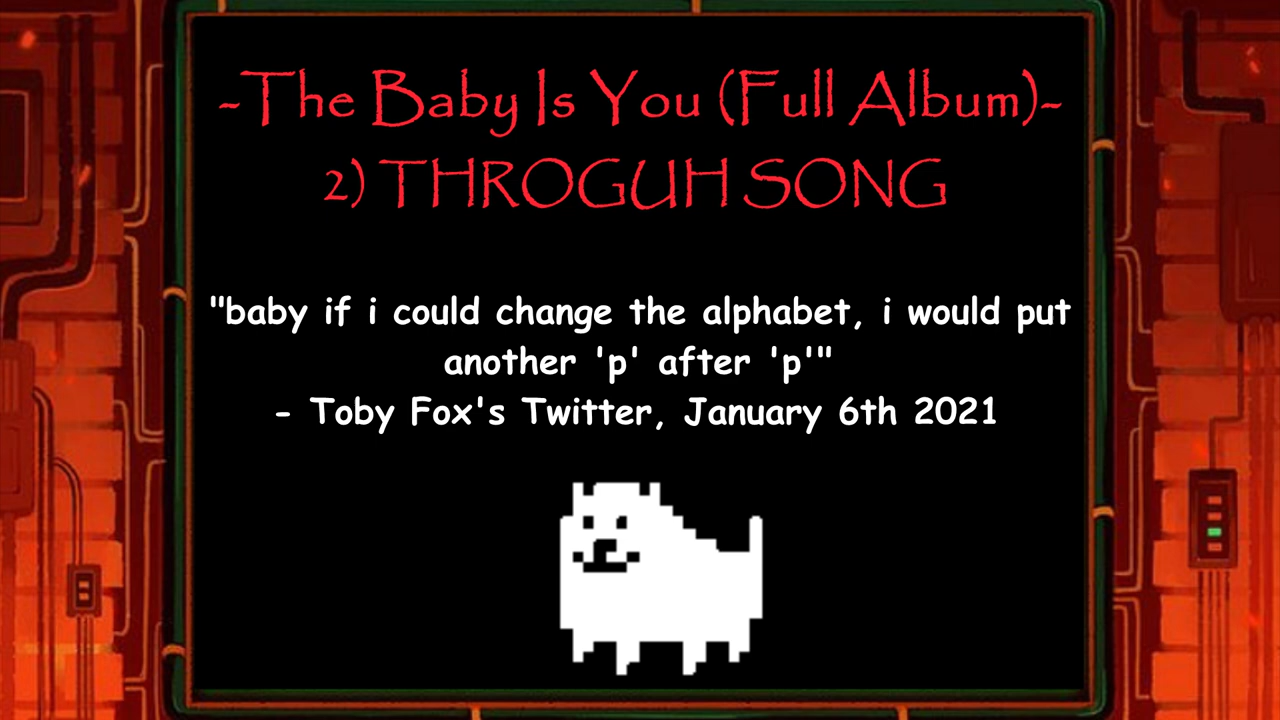 -The Baby Is You (Full Album)-
2) THROGUH SONG
"baby if i could change the alphabet, i would put
another 'p' after 'p'"
- Toby Fox's Twitter, January 6th 2021